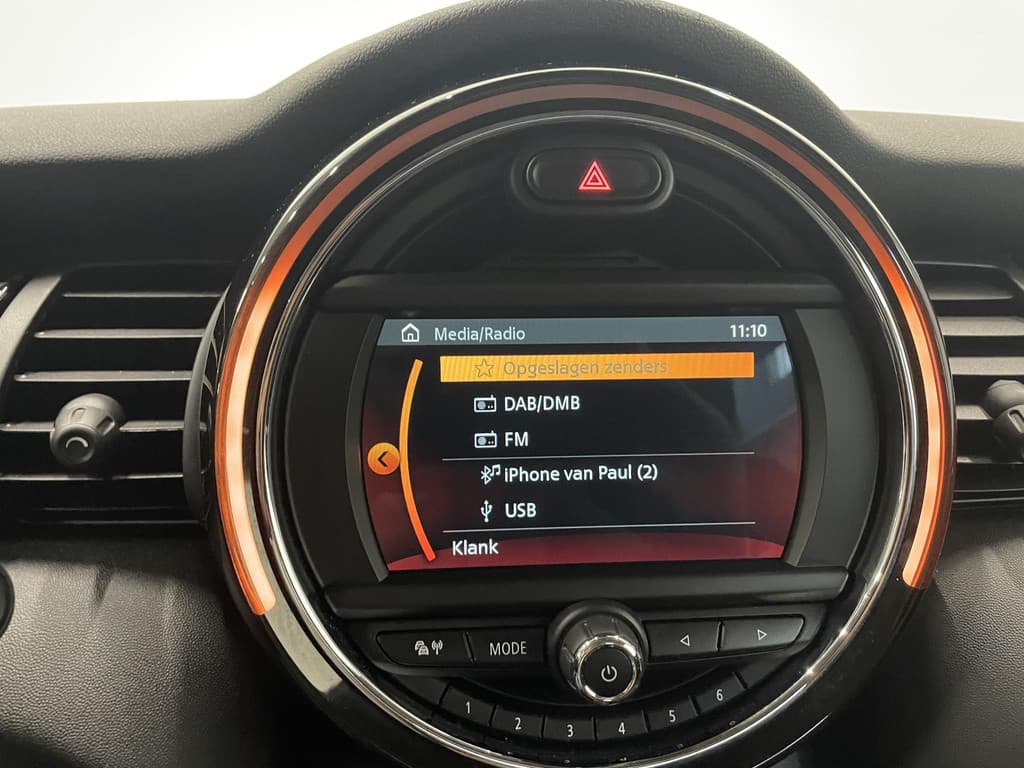 Media/Radio 11:10
Opgeslagen zenders
DAB/DMB
FM
iPhone van Paul (2)
USB
Klank
MODE
1 2 3 4 5 6